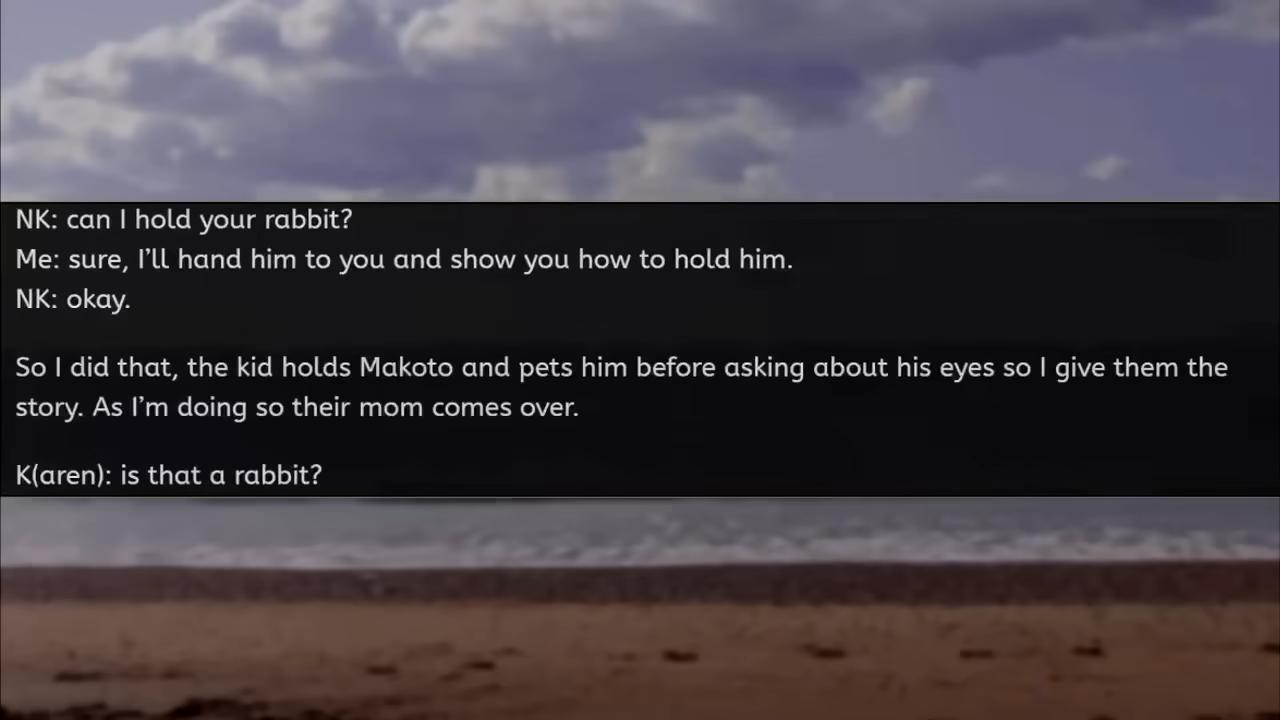 NK: can I hold your rabbit?
Me: sure, I’ll hand him to you and show you how to hold him.
NK: okay.
So I did that, the kid holds Makoto and pets him before asking about his eyes so I give them the
story. As I’m doing so their mom comes over.
K(aren): is that a rabbit?